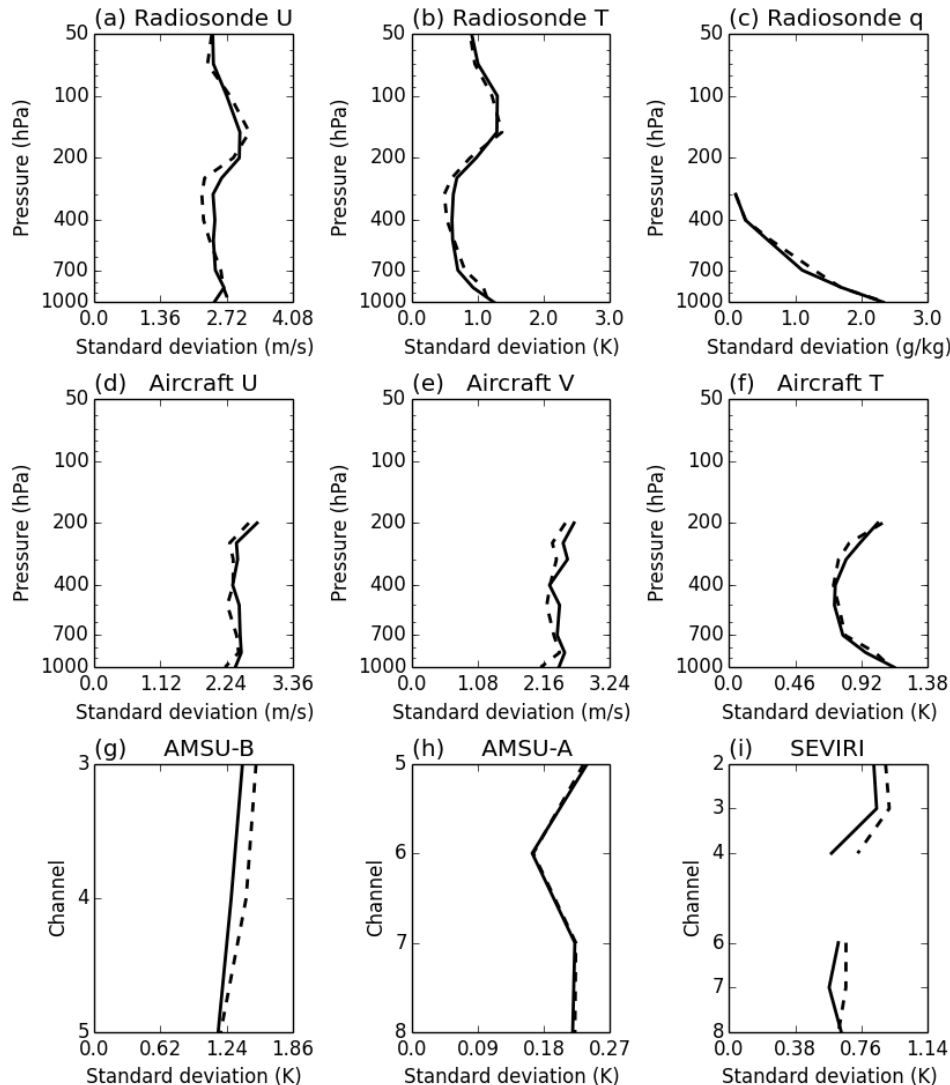 (a) Radiosonde U
(b) Radiosonde T
(c) Radiosonde q
50
100
200
400
700
1000
Pressure (hPa)
0.0 1.36 2.72 4.08
Standard deviation (m/s)
50
100
200
400
700
1000
Pressure (hPa)
0.0 1.0 2.0 3.0
Standard deviation (K)
50
100
200
400
700
1000
Pressure (hPa)
0.0 1.0 2.0 3.0
Standard deviation (g/kg)
(d) Aircraft U
(e) Aircraft V
(f) Aircraft T
50
100
200
400
700
1000
Pressure (hPa)
0.0 1.12 2.24 3.36
Standard deviation (m/s)
50
100
200
400
700
1000
Pressure (hPa)
0.0 1.08 2.16 3.24
Standard deviation (m/s)
50
100
200
400
700
1000
Pressure (hPa)
0.0 0.46 0.92 1.38
Standard deviation (K)
(g) AMSU-B
(h) AMSU-A
(i) SEVIRI
3
4
5
Channel
0.0 0.62 1.24 1.86
Standard deviation (K)
5
6
7
8
Channel
0.0 0.09 0.18 0.27
Standard deviation (K)
2
3
4
6
7
8
Channel
0.0 0.38 0.76 1.14
Standard deviation (K)